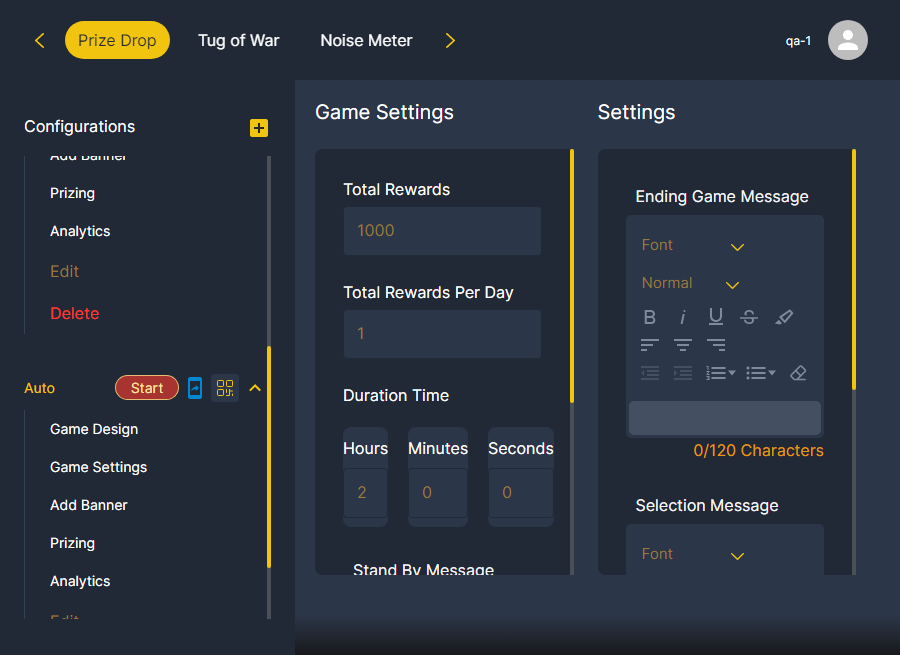 Prize Drop
Tug of War
Noise Meter
qa-1
Configurations
Add Banner
Prizing
Analytics
Edit
Delete
Auto
Start
Game Design
Game Settings
Add Banner
Prizing
Analytics
Edit
Game Settings
Total Rewards
1000
Total Rewards Per Day
1
Duration Time
Hours Minutes Seconds
2 0 0
Stand By Message
Settings
Ending Game Message
Font
Normal
B i U S
0/120 Characters
Selection Message
Font